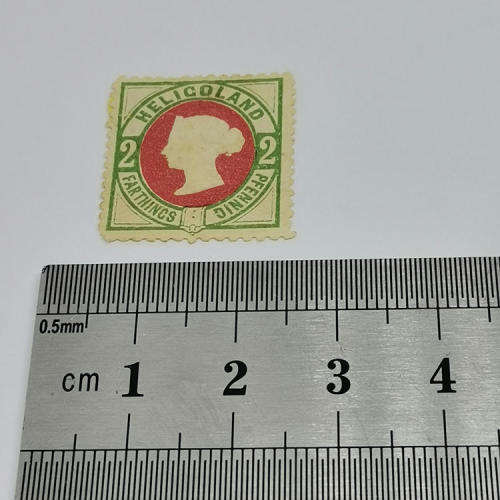 HELIGOLAND
2 2
FARTHINGS PFENNIG
0.5mm
cm 1 2 3 4